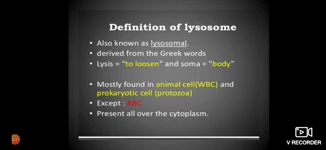 Definition of lysosome
• Also known as lysosomal.
• derived from the Greek words
• Lysis = "to loosen" and soma = "body"
• Mostly found in animal cell(WBC) and
prokaryotic cell (protozoa)
• Except : RBC.
• Present all over the cytoplasm.
V RECORDER